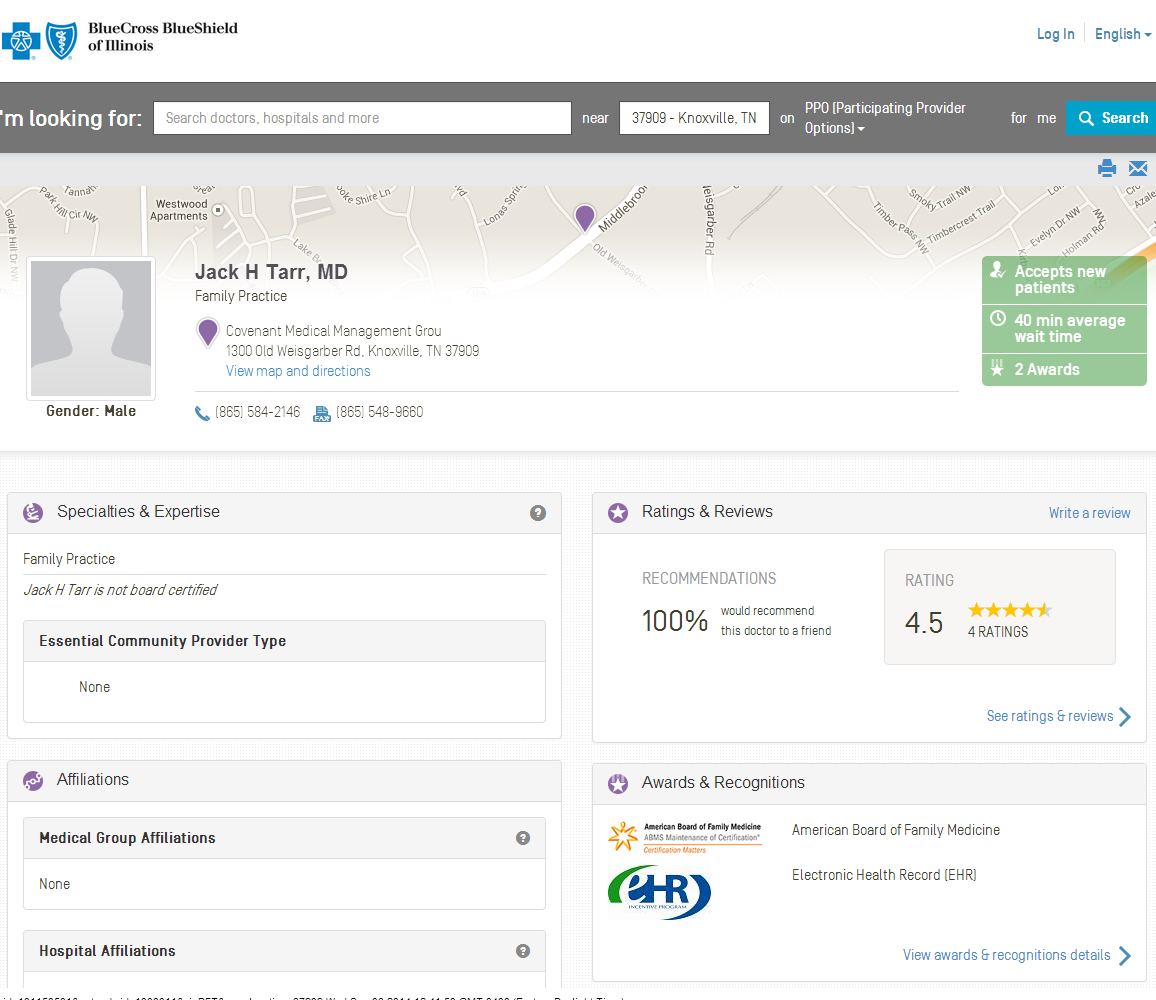 BlueCross BlueShield
of Illinois
Log In
English
'm looking for:
Search doctors, hospitals and more
near
37909 - Knoxville, TN
on
PPO [Participating Provider
Options]
for me
Search
Westwood
Apartments
Park Hill Cir NW
Glade Hill Dr NW
Lake
Lonas
Middlebroo
Old Weisgarber
eisgarber Rd
Timber Pass NW
Smoky Trail NW
Timbercrest Trail
Evelyn Dr NW
Holman Rd
Jack H Tarr, MD
Family Practice
Covenant Medical Management Grou
1300 Old Weisgarber Rd, Knoxville, TN 37909
View map and directions
(865) 584-2146
FAX
(865) 548-9660
Gender: Male
Accepts new
patients
40 min average
wait time
2 Awards
Specialties & Expertise
?
Family Practice
Jack H Tarr is not board certified
Essential Community Provider Type
None
Ratings & Reviews
Write a review
RECOMMENDATIONS
100%
would recommend
this doctor to a friend
RATING
4.5
4 RATINGS
See ratings & reviews
Affiliations
Medical Group Affiliations
?
None
Hospital Affiliations
?
Awards & Recognitions
American Board of Family Medicine
ABMS Maintenance of Certification®
Certification Matters
American Board of Family Medicine
eHR
INCENTIVE PROGRAM
Electronic Health Record (EHR)
View awards & recognitions details